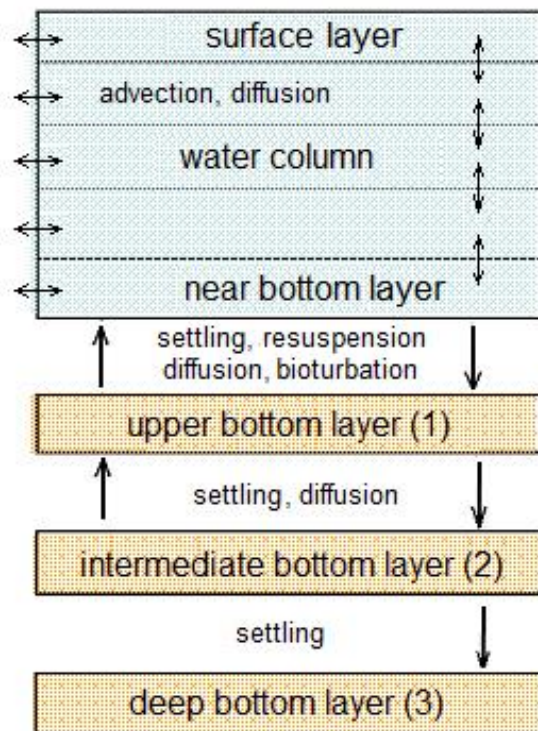 surface layer
advection, diffusion
water column
near bottom layer
settling, resuspension
diffusion, bioturbation
upper bottom layer (1)
settling, diffusion
intermediate bottom layer (2)
settling
deep bottom layer (3)